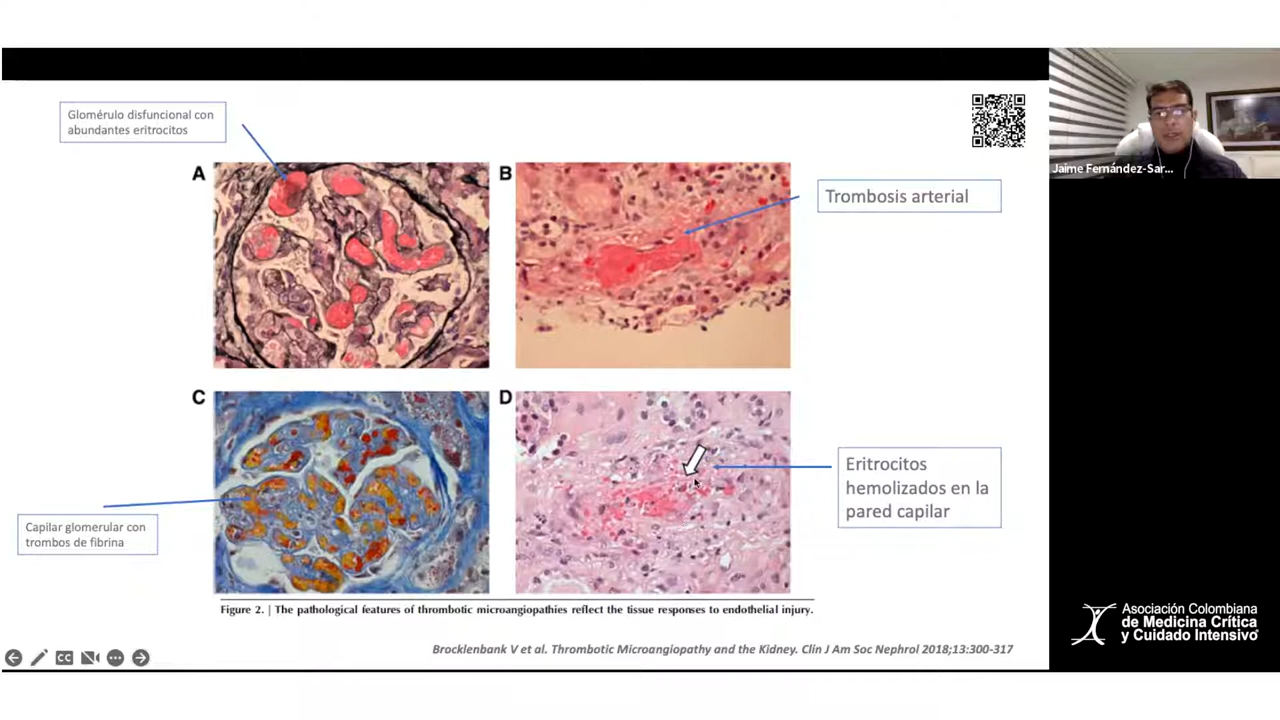 Glomérulo disfuncional con
abundantes eritrocitos
A
B
Trombosis arterial
C
D
Eritrocitos
hemolizados en la
pared capilar
Capilar glomerular con
trombos de fibrina
Figure 2. | The pathological features of thrombotic microangiopathies reflect the tissue responses to endothelial injury.
Brocklenbank V et al. Thrombotic Microangiopathy and the Kidney. Clin J Am Soc Nephrol 2018;13:300-317
CC
Jaime Fernández-Sar...
Asociación Colombiana
de Medicina Crítica
y Cuidado Intensivo